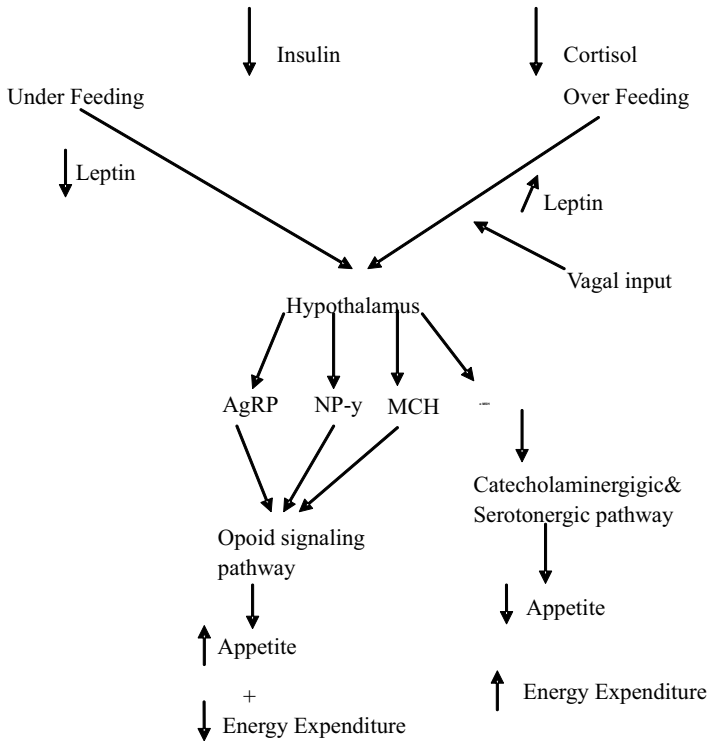 Insulin
Cortisol
Under Feeding
Over Feeding
Leptin
Leptin
Vagal input
Hypothalamus
AgRP
NP-y
MCH
Catecholaminergigic&
Serotonergic pathway
Opoid signaling
pathway
Appetite
Appetite
+
Energy Expenditure
Energy Expenditure